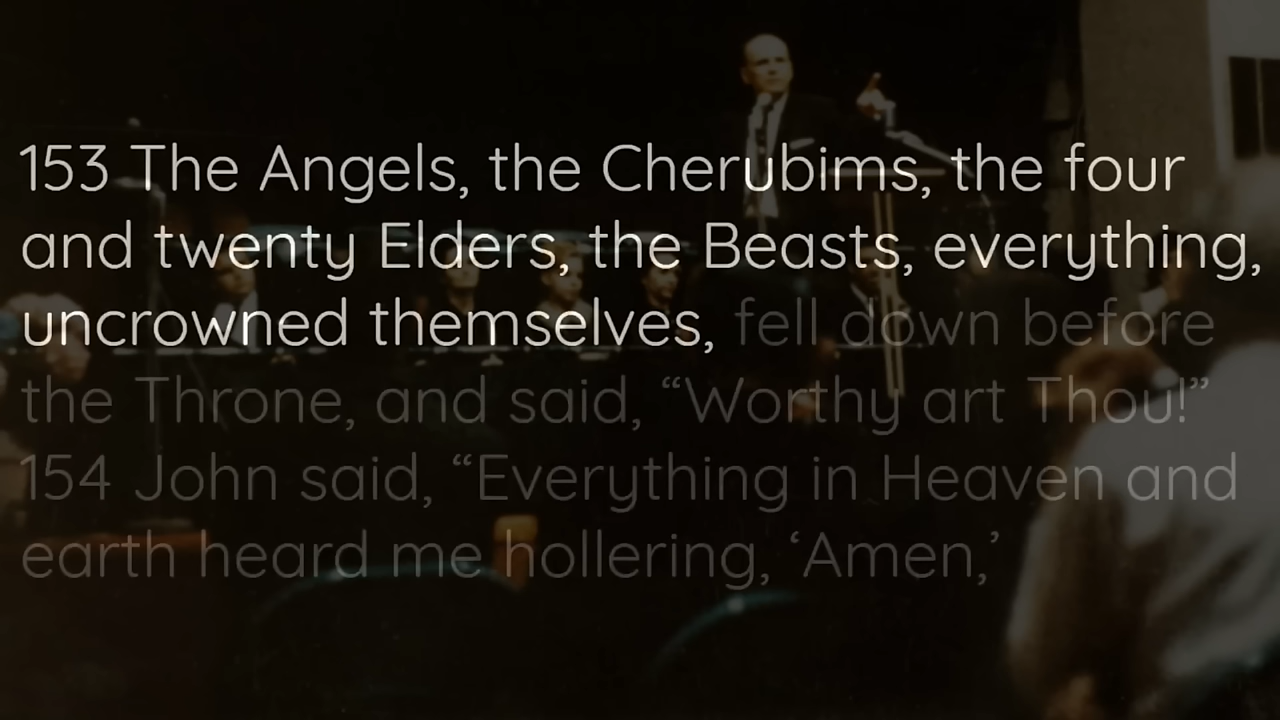 153 The Angels, the Cherubims, the four
and twenty Elders, the Beasts, everything,
uncrowned themselves, fell down before
the Throne, and said, “Worthy art Thou!”
154 John said, “Everything in Heaven and
earth heard me hollering, ‘Amen,’